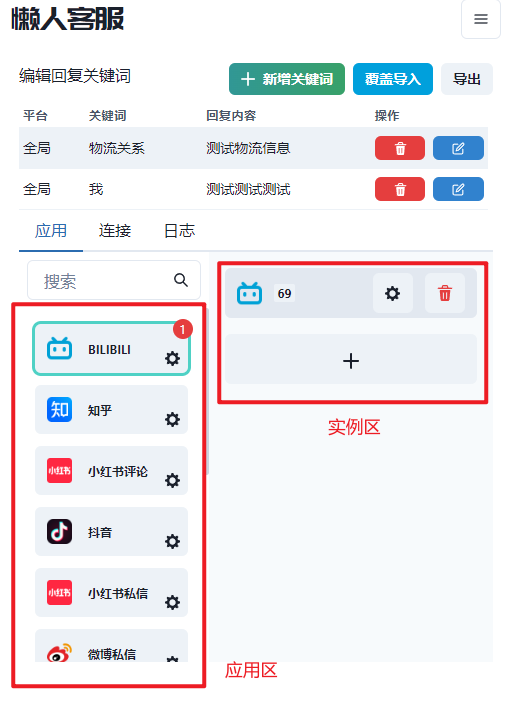 懒人客服
编辑回复关键词
新增关键词
覆盖导入
导出
平台 关键词 回复内容 操作
全局 物流关系 测试物流信息
全局 我 测试测试测试
应用 连接 日志
搜索
69
1
BILIBILI
实例区
知 知乎
小红书 小红书评论
抖音
小红书 小红书私信
微博私信
应用区